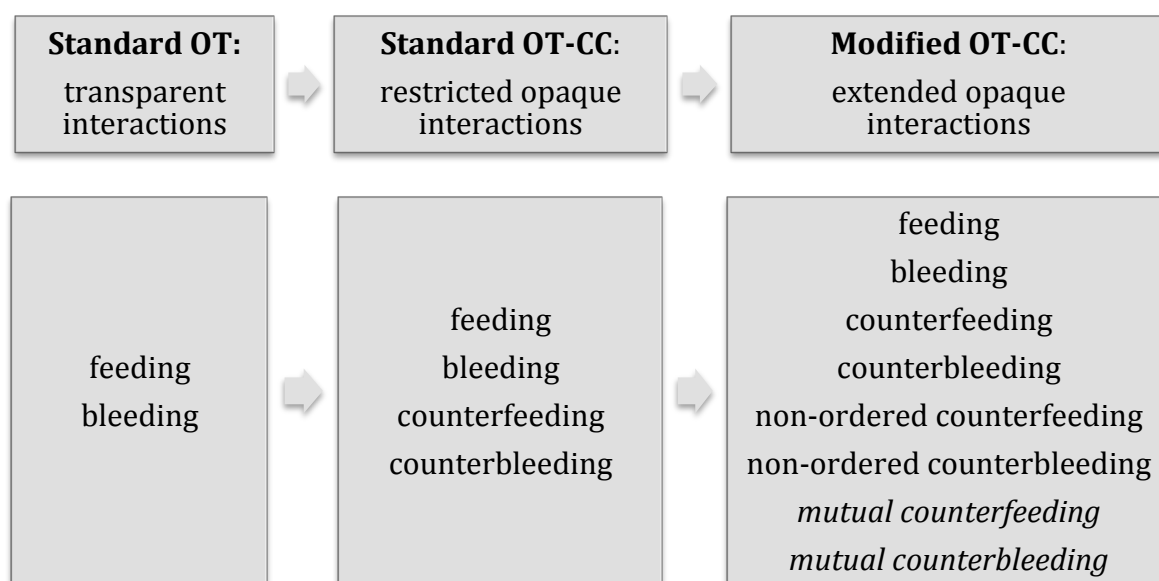 Standard OT:
transparent
interactions
Standard OT-CC:
restricted opaque
interactions
Modified OT-CC:
extended opaque
interactions
feeding
bleeding
feeding
bleeding
counterfeeding
counterbleeding
feeding
bleeding
counterfeeding
counterbleeding
non-ordered counterfeeding
non-ordered counterbleeding
mutual counterfeeding
mutual counterbleeding